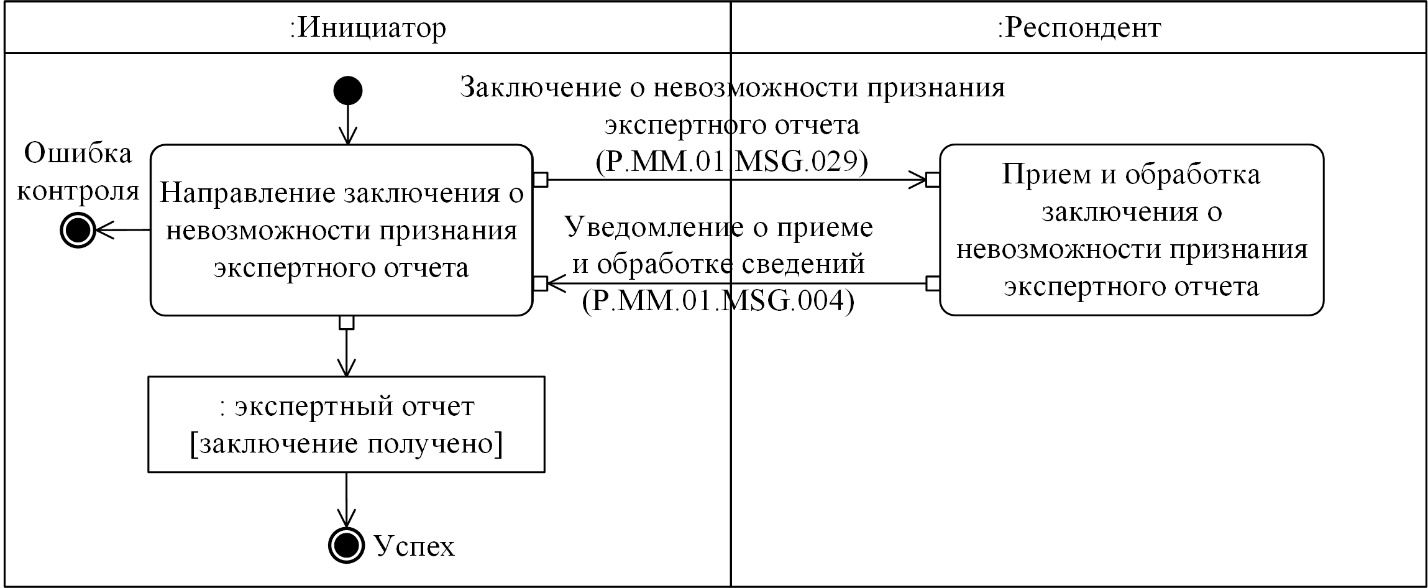 :Инициатор
:Респондент
Заключение о невозможности признания
экспертного отчета
(P.MM.01.MSG.029)
Ошибка
контроля
Направление заключения о
невозможности признания
экспертного отчета
Прием и обработка
заключения о
невозможности признания
экспертного отчета
Уведомление о приеме
и обработке сведений
(P.MM.01.MSG.004)
: экспертный отчет
[заключение получено]
Успех